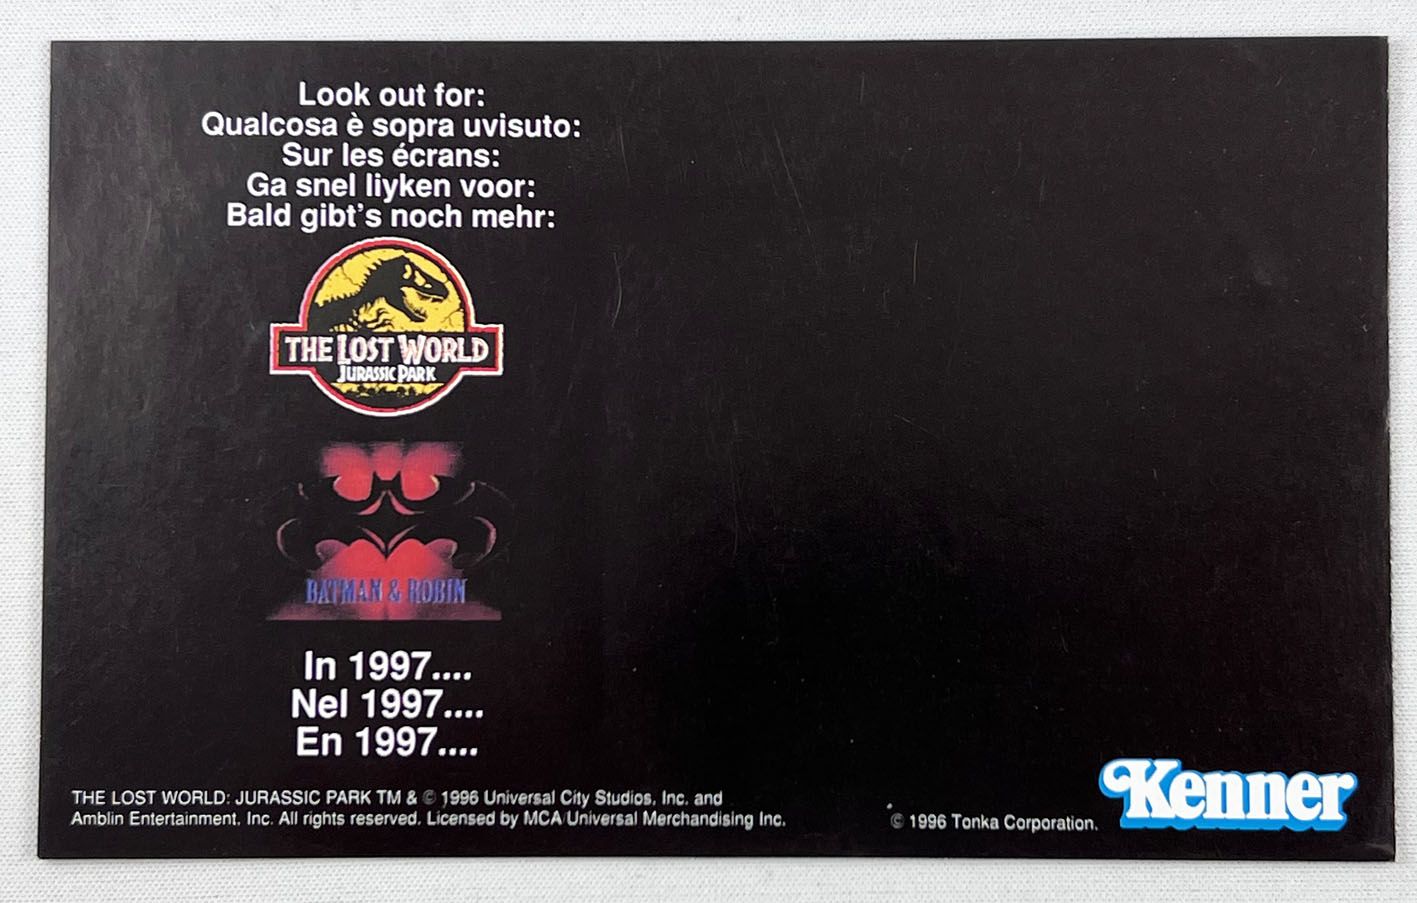 Look out for:
Qualcosa è sopra uvisuto:
Sur les écrans:
Ga snel liyken voor:
Bald gibt's noch mehr:
THE LOST WORLD
JURASSIC PARK
BATMAN & ROBIN
In 1997....
Nel 1997....
En 1997....
THE LOST WORLD: JURASSIC PARK TM & © 1996 Universal City Studios, Inc. and
Amblin Entertainment, Inc. All rights reserved. Licensed by MCA/Universal Merchandising Inc.
© 1996 Tonka Corporation.
Kenner